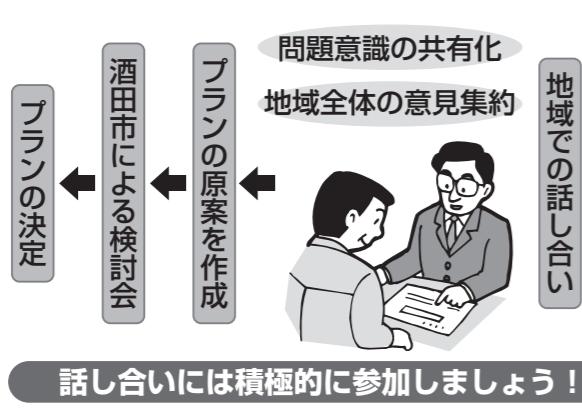 地域での話し合い
問題意識の共有化
地域全体の意見集約
プランの原案を作成
酒田市による検討会
プランの決定
話し合いには積極的に参加しましょう！